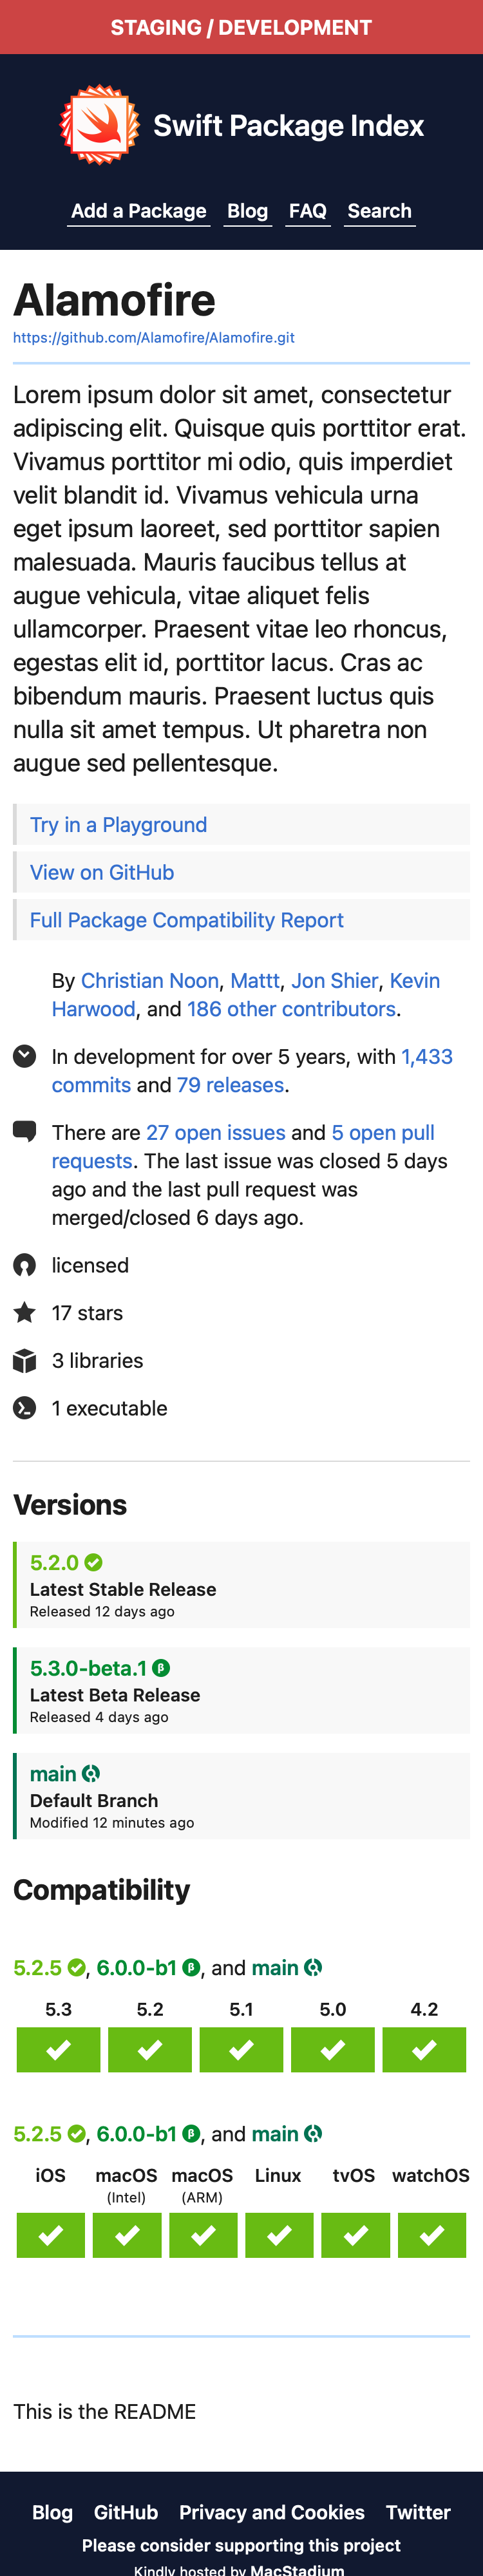 STAGING / DEVELOPMENT
Swift Package Index
Add a Package Blog FAQ Search
Alamofire
https://github.com/Alamofire/Alamofire.git
Lorem ipsum dolor sit amet, consectetur
adipiscing elit. Quisque quis porttitor erat.
Vivamus porttitor mi odio, quis imperdiet
velit blandit id. Vivamus vehicula urna
eget ipsum laoreet, sed porttitor sapien
malesuada. Mauris faucibus tellus at
augue vehicula, vitae aliquet felis
ullamcorper. Praesent vitae leo rhoncus,
egestas elit id, porttitor lacus. Cras ac
bibendum mauris. Praesent luctus quis
nulla sit amet tempus. Ut pharetra non
augue sed pellentesque.
Try in a Playground
View on GitHub
Full Package Compatibility Report
By Christian Noon, Mattt, Jon Shier, Kevin
Harwood, and 186 other contributors.
In development for over 5 years, with 1,433
commits and 79 releases.
There are 27 open issues and 5 open pull
requests. The last issue was closed 5 days
ago and the last pull request was
merged/closed 6 days ago.
licensed
17 stars
3 libraries
1 executable
Versions
5.2.0
Latest Stable Release
Released 12 days ago
5.3.0-beta.1 β
Latest Beta Release
Released 4 days ago
main
Default Branch
Modified 12 minutes ago
Compatibility
5.2.5, 6.0.0-b1 β, and main
5.3 5.2 5.1 5.0 4.2
5.2.5, 6.0.0-b1 β, and main
iOS macOS macOS Linux tvOS watchOS
(Intel) (ARM)
This is the README
Blog GitHub Privacy and Cookies Twitter
Please consider supporting this project
Kindly hosted by MacStadium